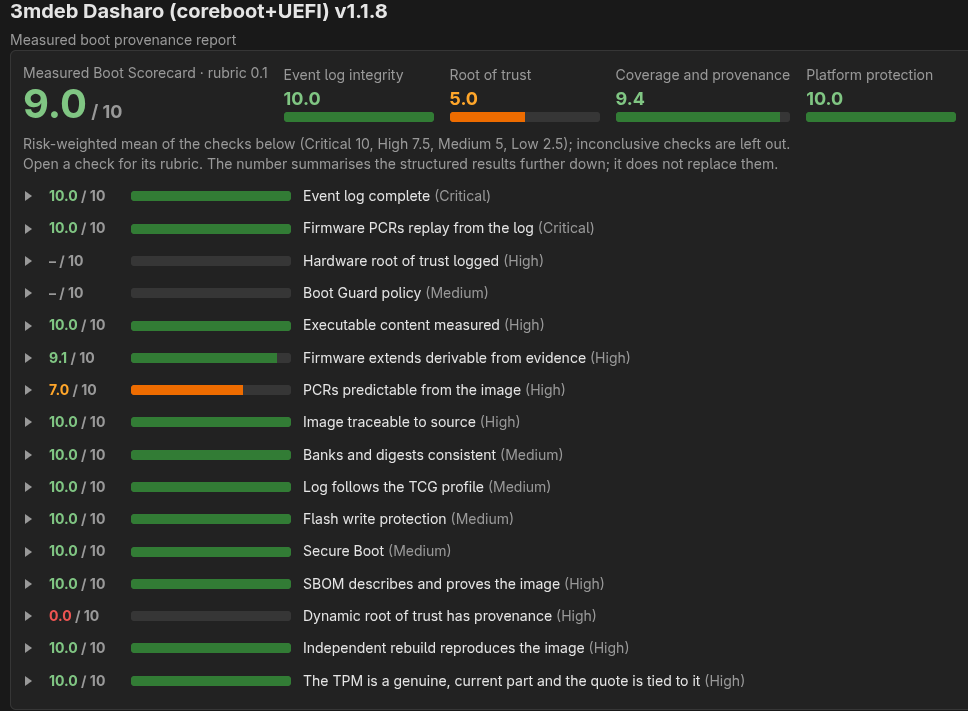 3mdeb Dasharo (coreboot+UEFI) v1.1.8
Measured boot provenance report
Measured Boot Scorecard · rubric 0.1
9.0 / 10
Event log integrity
10.0
Root of trust
5.0
Coverage and provenance
9.4
Platform protection
10.0
Risk-weighted mean of the checks below (Critical 10, High 7.5, Medium 5, Low 2.5); inconclusive checks are left out.
Open a check for its rubric. The number summarises the structured results further down; it does not replace them.
10.0 / 10 Event log complete (Critical)
10.0 / 10 Firmware PCRs replay from the log (Critical)
– / 10 Hardware root of trust logged (High)
– / 10 Boot Guard policy (Medium)
10.0 / 10 Executable content measured (High)
9.1 / 10 Firmware extends derivable from evidence (High)
7.0 / 10 PCRs predictable from the image (High)
10.0 / 10 Image traceable to source (High)
10.0 / 10 Banks and digests consistent (Medium)
10.0 / 10 Log follows the TCG profile (Medium)
10.0 / 10 Flash write protection (Medium)
10.0 / 10 Secure Boot (Medium)
10.0 / 10 SBOM describes and proves the image (High)
0.0 / 10 Dynamic root of trust has provenance (High)
10.0 / 10 Independent rebuild reproduces the image (High)
10.0 / 10 The TPM is a genuine, current part and the quote is tied to it (High)